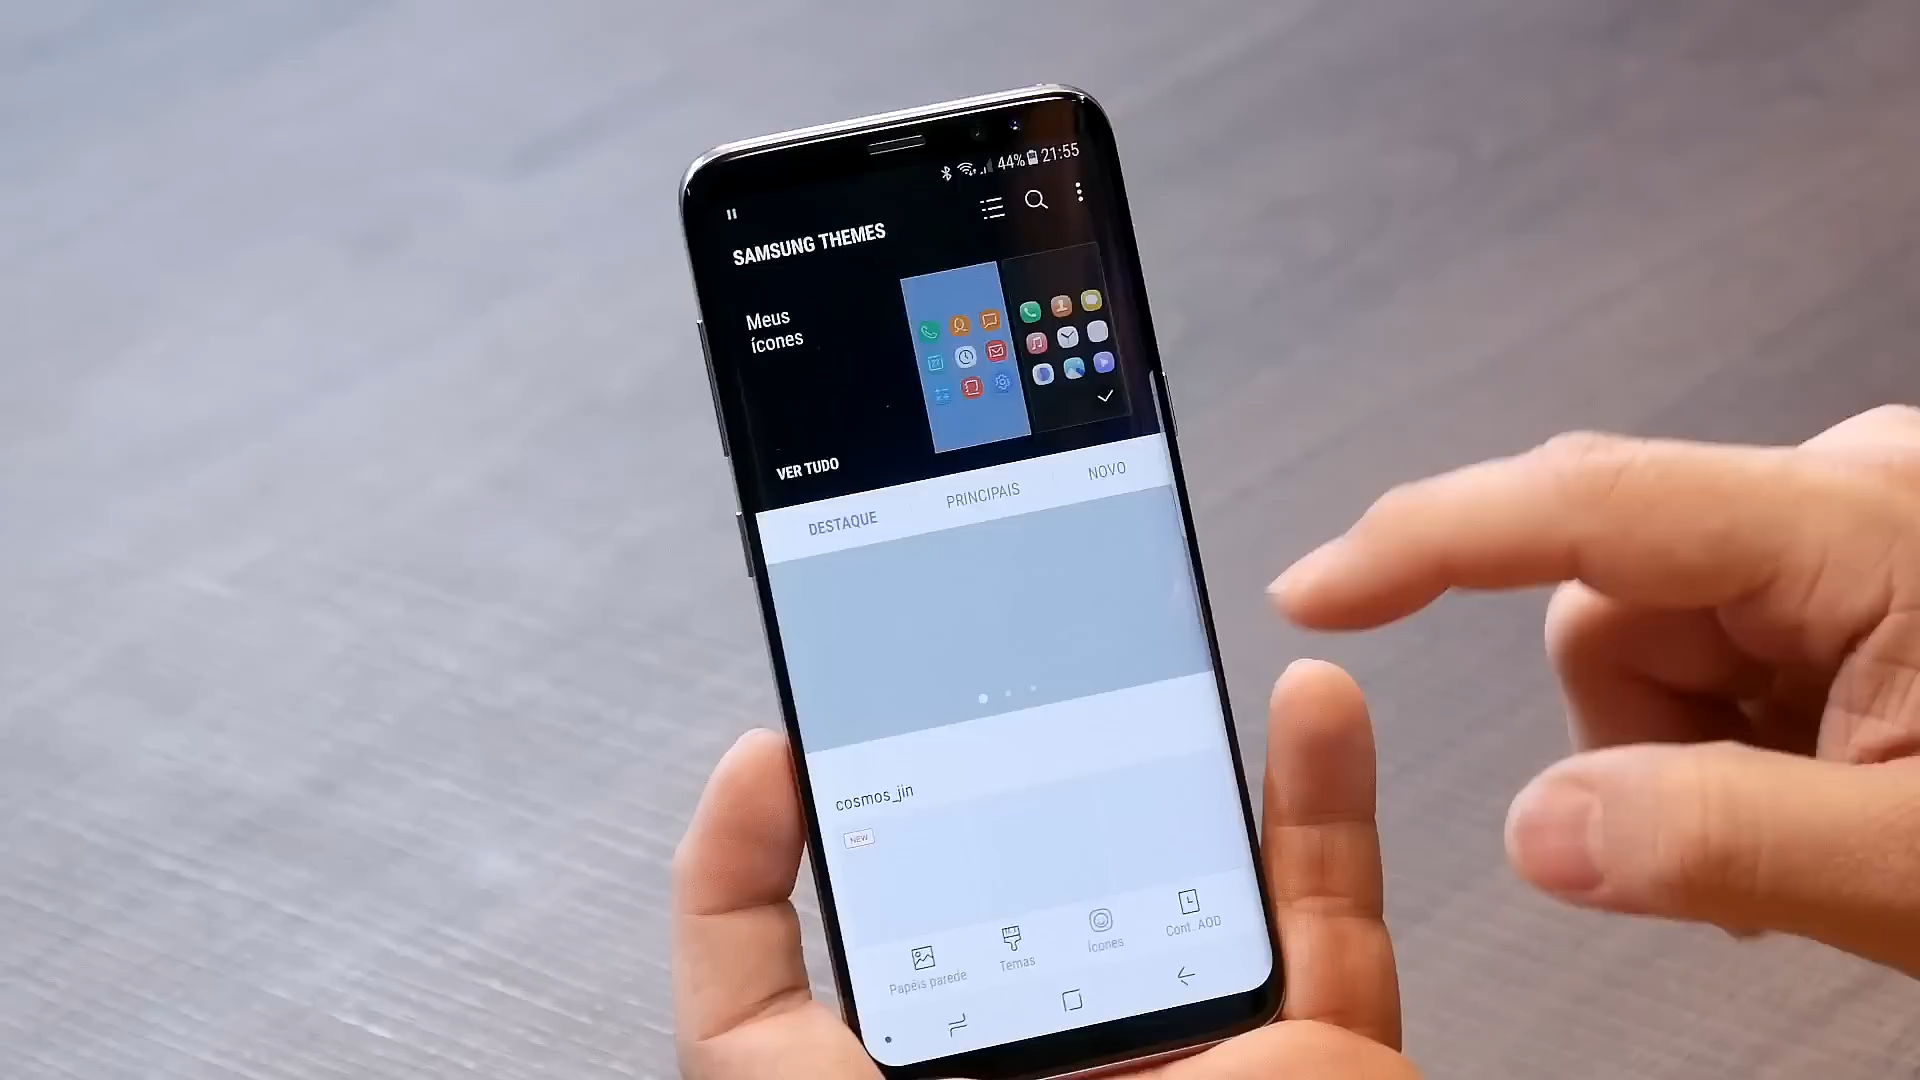 44% 21:55
SAMSUNG THEMES
Meus
ícones
VER TUDO
DESTAQUE
PRINCIPAIS
NOVO
cosmos_jin
NEW
Papéis parede
Temas
Ícones
Cont. AOD